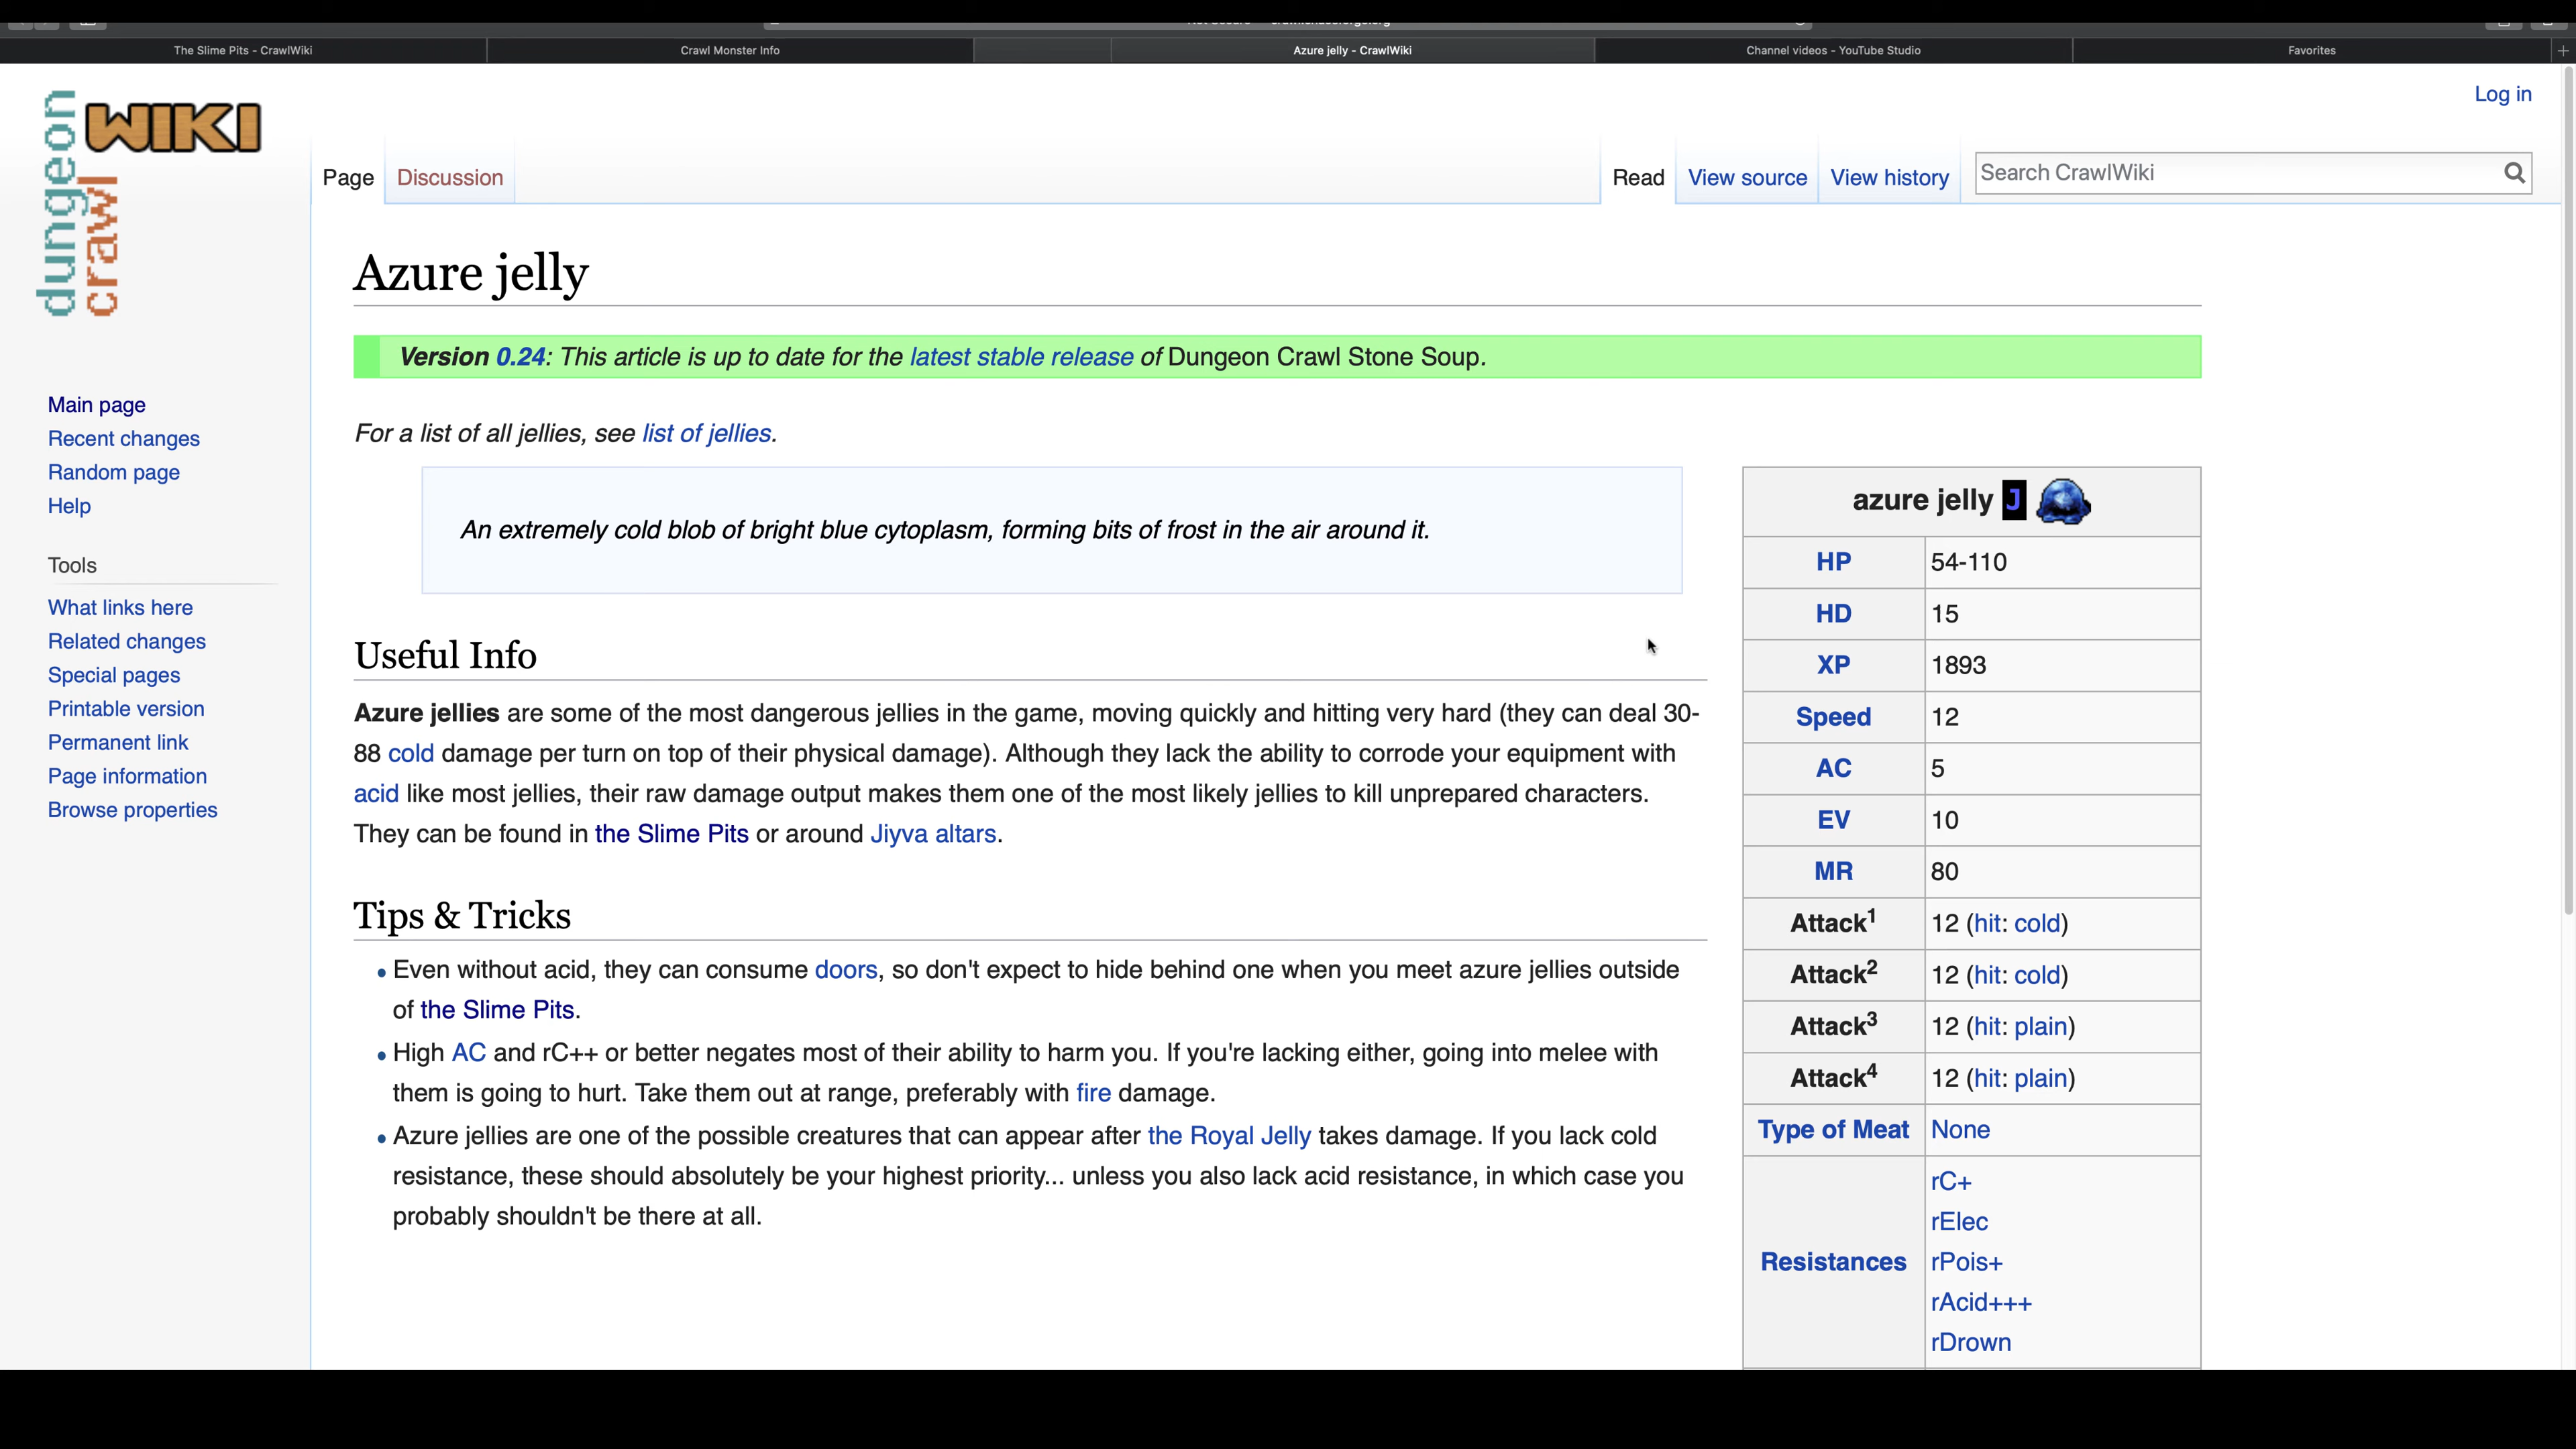 The Slime Pits - CrawlWiki
Crawl Monster Info
Azure jelly - CrawlWiki
Channel videos - YouTube Studio
Favorites
dungeon
crawl
WIKI
Log in
Page
Discussion
Read
View source
View history
Search CrawlWiki
Main page
Recent changes
Random page
Help
Tools
What links here
Related changes
Special pages
Printable version
Permanent link
Page information
Browse properties
Azure jelly
Version 0.24: This article is up to date for the latest stable release of Dungeon Crawl Stone Soup.
For a list of all jellies, see list of jellies.
An extremely cold blob of bright blue cytoplasm, forming bits of frost in the air around it.
Useful Info
Azure jellies are some of the most dangerous jellies in the game, moving quickly and hitting very hard (they can deal 30-
88 cold damage per turn on top of their physical damage). Although they lack the ability to corrode your equipment with
acid like most jellies, their raw damage output makes them one of the most likely jellies to kill unprepared characters.
They can be found in the Slime Pits or around Jiyva altars.
Tips & Tricks
• Even without acid, they can consume doors, so don't expect to hide behind one when you meet azure jellies outside
of the Slime Pits.
• High AC and rC++ or better negates most of their ability to harm you. If you're lacking either, going into melee with
them is going to hurt. Take them out at range, preferably with fire damage.
• Azure jellies are one of the possible creatures that can appear after the Royal Jelly takes damage. If you lack cold
resistance, these should absolutely be your highest priority... unless you also lack acid resistance, in which case you
probably shouldn't be there at all.
azure jelly J
HP 54-110
HD 15
XP 1893
Speed 12
AC 5
EV 10
MR 80
Attack1 12 (hit: cold)
Attack2 12 (hit: cold)
Attack3 12 (hit: plain)
Attack4 12 (hit: plain)
Type of Meat None
Resistances
rC+
rElec
rPois+
rAcid+++
rDrown